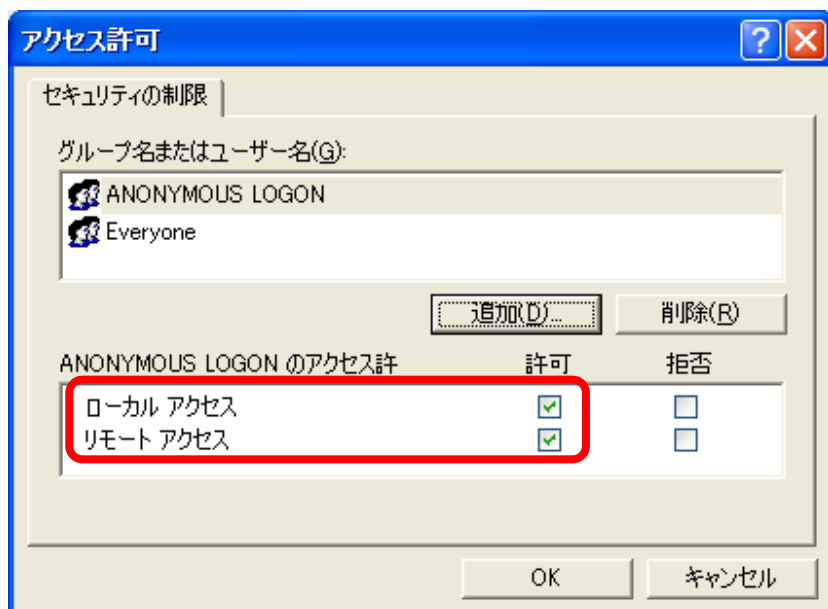 アクセス許可
セキュリティの制限
グループ名またはユーザー名(G):
ANONYMOUS LOGON
Everyone
追加(D)... 削除(R)
ANONYMOUS LOGON のアクセス許 許可 拒否
ローカル アクセス
リモート アクセス
OK キャンセル